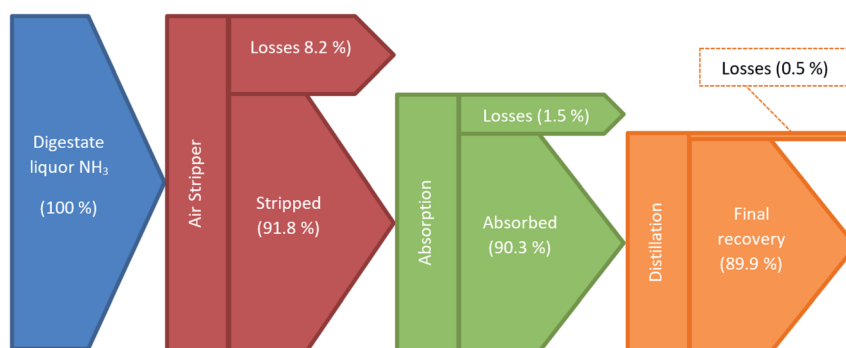 Digestate
liquor NH₃
(100 %)
Air Stripper
Losses 8.2 %)
Stripped
(91.8 %)
Absorption
Losses (1.5 %)
Absorbed
(90.3 %)
Distillation
Losses (0.5 %)
Final
recovery
(89.9 %)